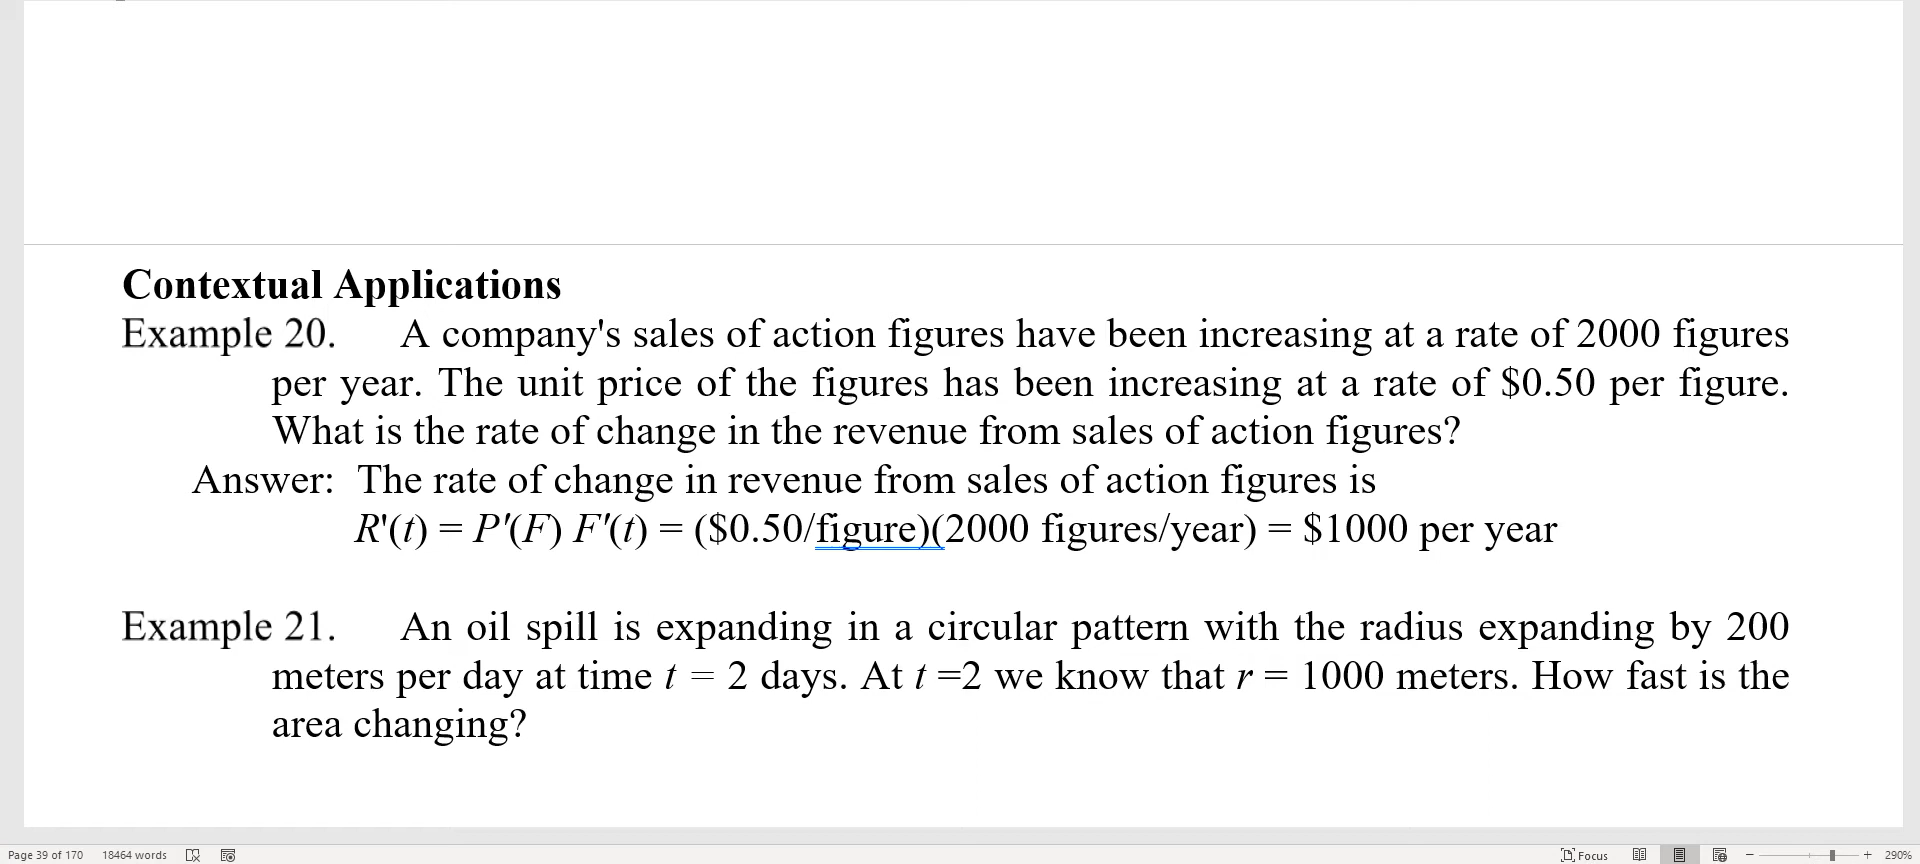 Contextual Applications
Example 20. A company's sales of action figures have been increasing at a rate of 2000 figures
per year. The unit price of the figures has been increasing at a rate of $0.50 per figure.
What is the rate of change in the revenue from sales of action figures?
Answer: The rate of change in revenue from sales of action figures is
R'(t) = P'(F) F'(t) = ($0.50/figure)(2000 figures/year) = $1000 per year
Example 21. An oil spill is expanding in a circular pattern with the radius expanding by 200
meters per day at time t = 2 days. At t =2 we know that r = 1000 meters. How fast is the
area changing?
Page 39 of 170 18464 words Focus 290%